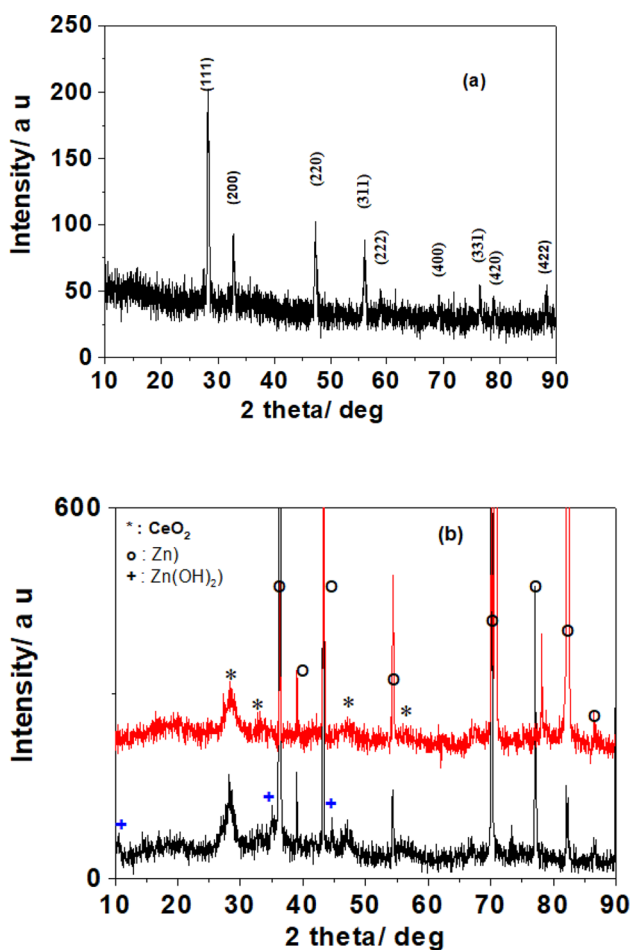 250
200
150
100
50
0
Intensity/ a u
(a)
(111)
(200)
(220)
(311)
(222)
(400)
(331)
(420)
(422)
10 20 30 40 50 60 70 80 90
2 theta/ deg
600
0
Intensity/ a u
(b)
* : CeO₂
o : Zn)
+ : Zn(OH)₂)
* * * *
o o o o o o o o
+ + +
10 20 30 40 50 60 70 80 90
2 theta/ deg